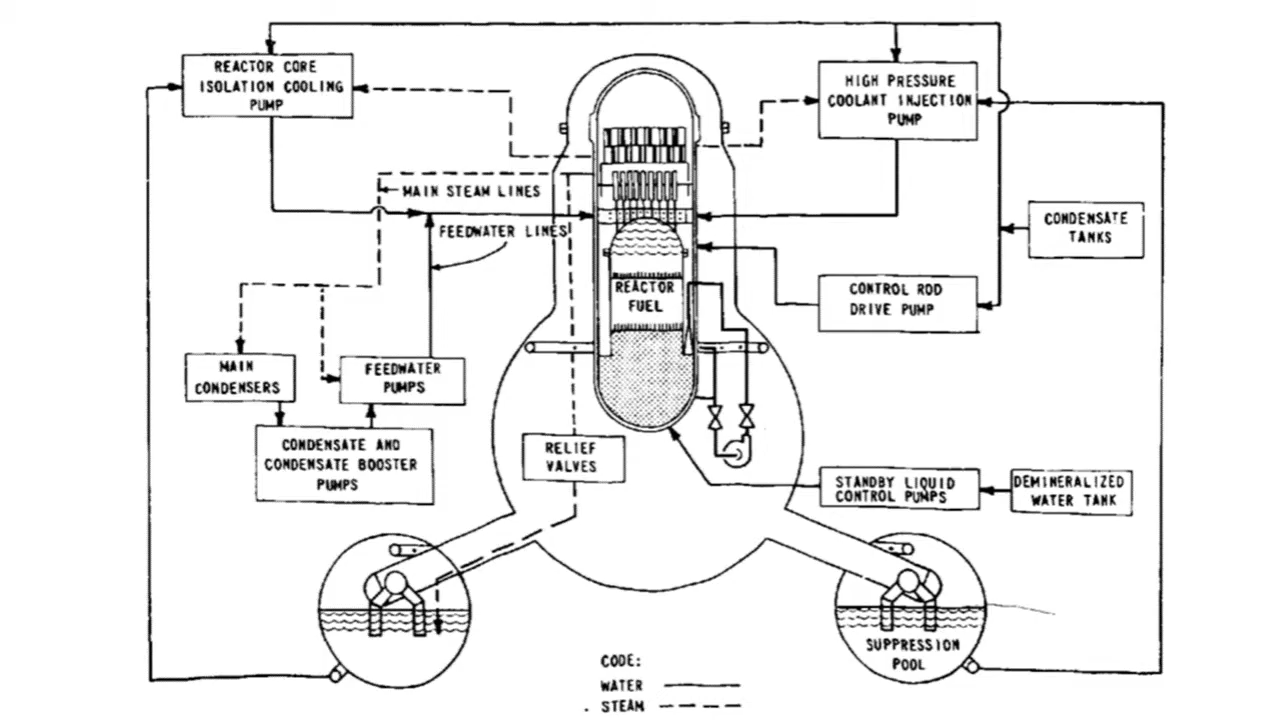 REACTOR CORE
ISOLATION COOLING
PUMP
HIGH PRESSURE
COOLANT INJECTION
PUMP
MAIN STEAM LINES
FEEDWATER LINES
CONDENSATE
TANKS
REACTOR
FUEL
CONTROL ROD
DRIVE PUMP
MAIN
CONDENSERS
FEEDWATER
PUMPS
CONDENSATE AND
CONDENSATE BOOSTER
PUMPS
RELIEF
VALVES
STANDBY LIQUID
CONTROL PUMPS
DEMINERALIZED
WATER TANK
SUPPRESSION
POOL
CODE:
WATER
STEAM